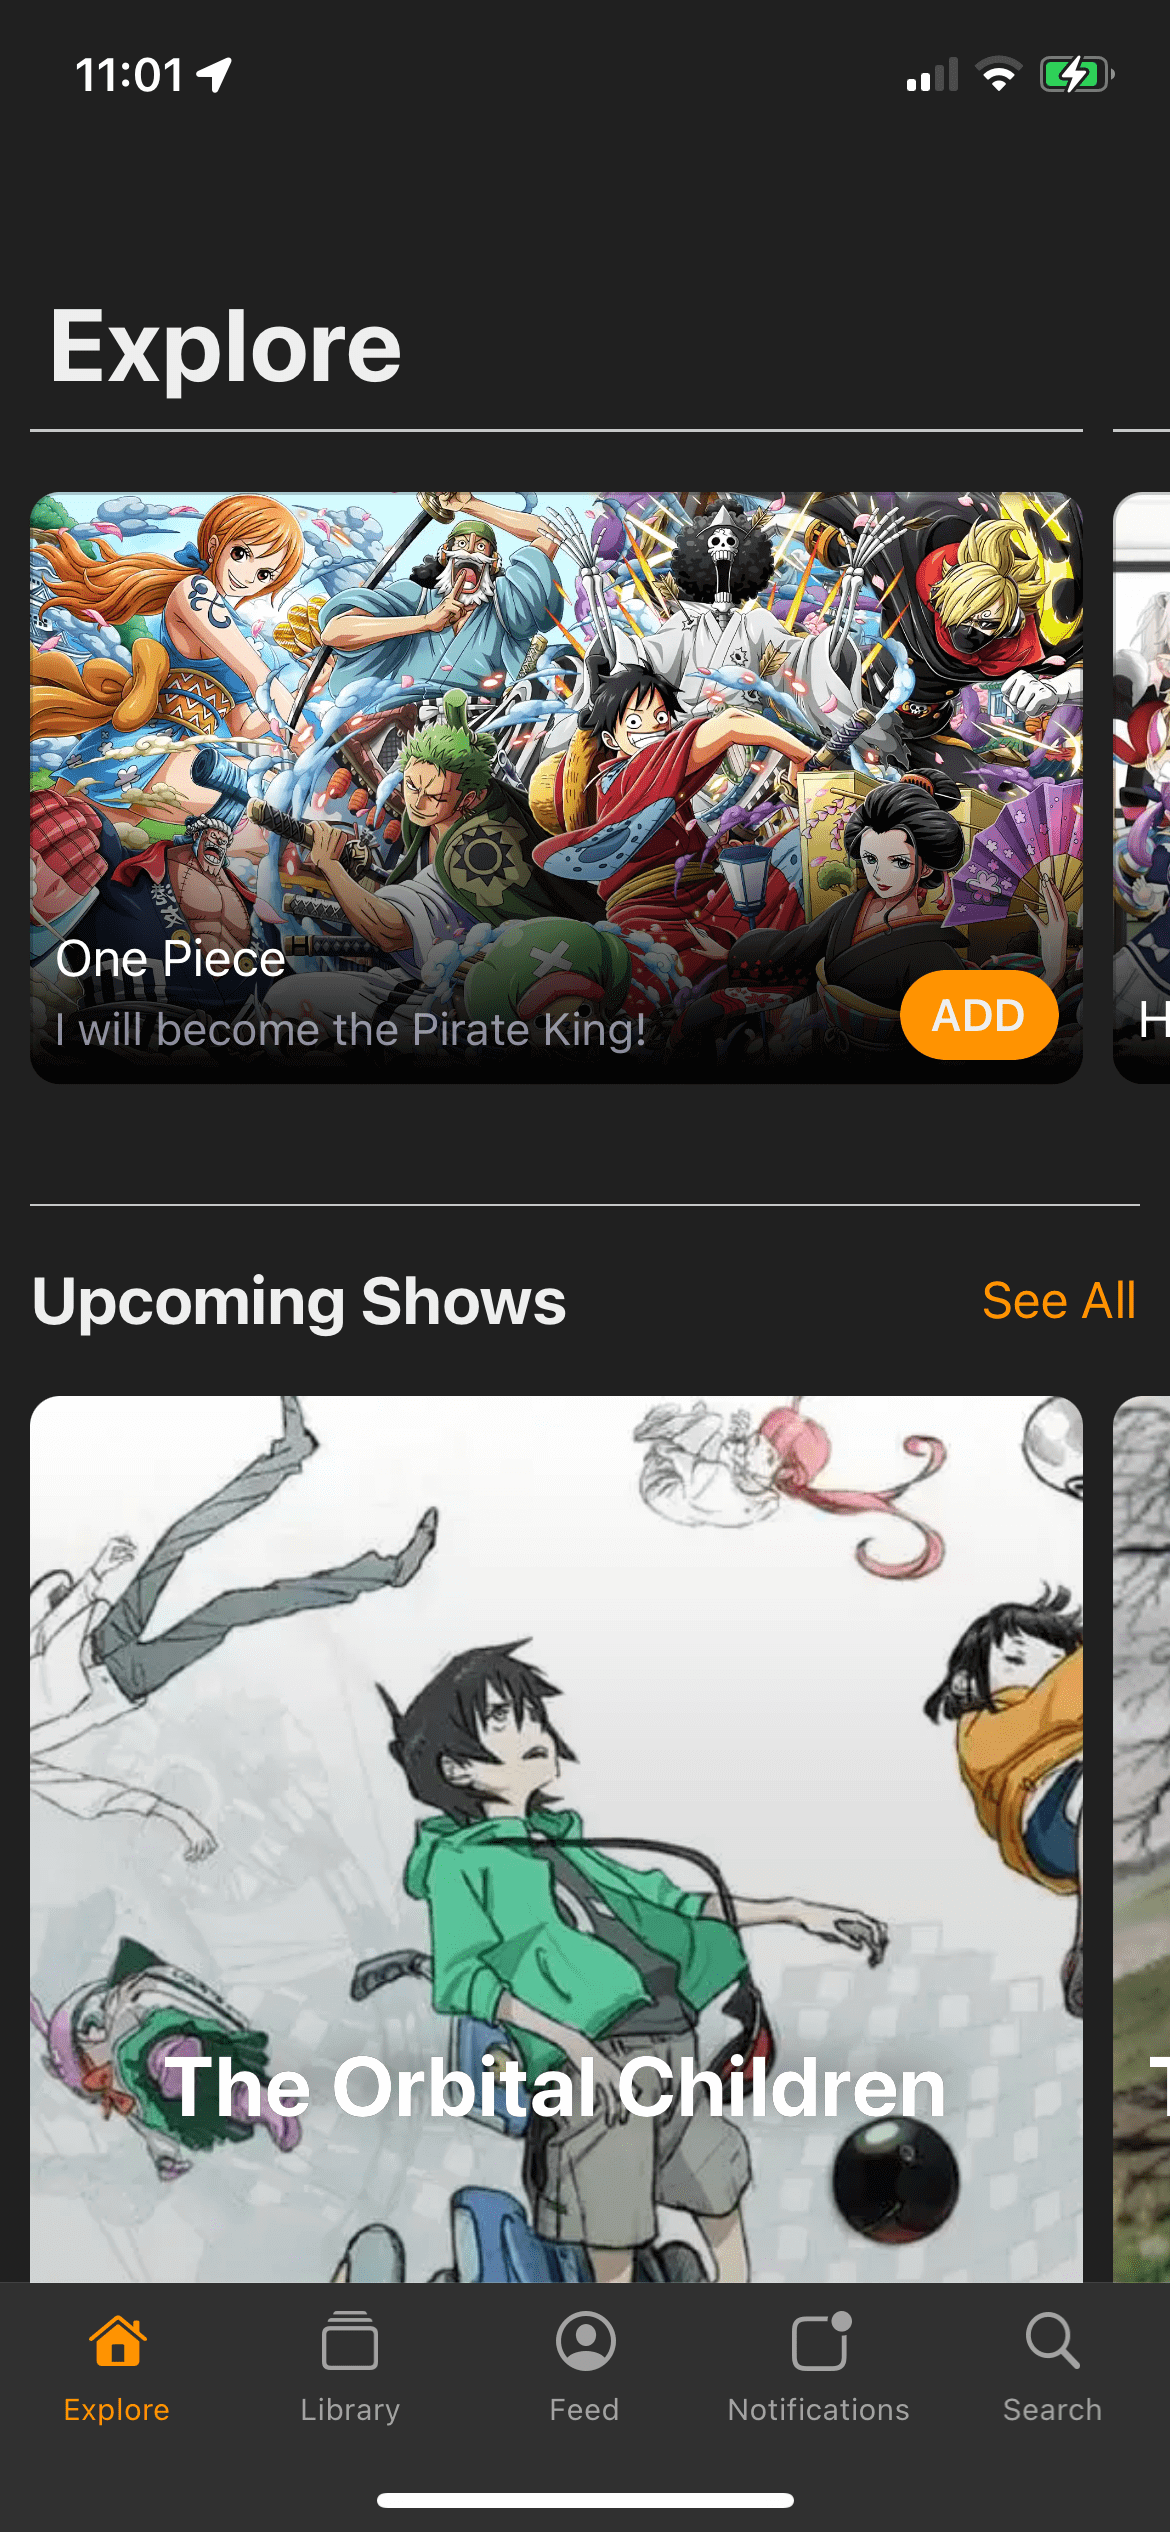 11:01
Explore
One Piece
I will become the Pirate King!
ADD
H
Upcoming Shows
See All
The Orbital Children
T
Explore
Library
Feed
Notifications
Search